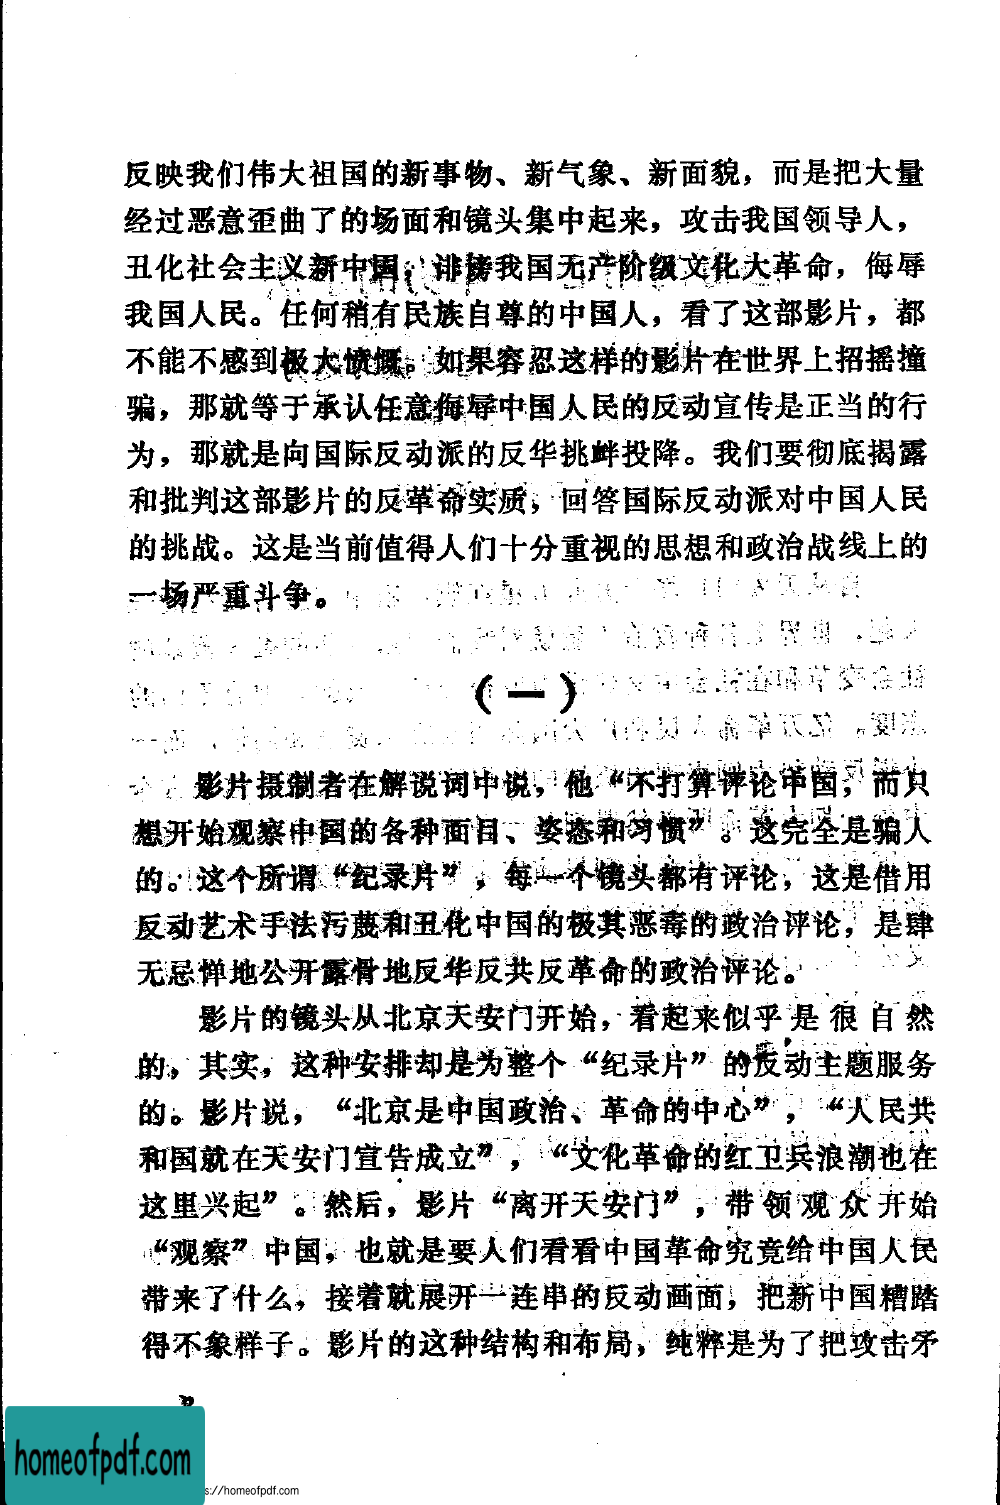 反映我们伟大祖国的新事物、新气象、新面貌，而是把大量
经过恶意歪曲了的场面和镜头集中起来，攻击我国领导人，
丑化社会主义新中国，诽谤我国无产阶级文化大革命，侮辱
我国人民。任何稍有民族自尊的中国人，看了这部影片，都
不能不感到极大愤慨。如果容忍这样的影片在世界上招摇撞
骗，那就等于承认任意侮辱中国人民的反动宣传是正当的行
为，那就是向国际反动派的反华挑衅投降。我们要彻底揭露
和批判这部影片的反革命实质，回答国际反动派对中国人民
的挑战。这是当前值得人们十分重视的思想和政治战线上的
一场严重斗争。
（一）
影片摄制者在解说词中说，他“不打算评论中国，而只
想开始观察中国的各种面目、姿态和习惯”。这完全是骗人
的。这个所谓“纪录片”，每一个镜头都有评论，这是借用
反动艺术手法污蔑和丑化中国的极其恶毒的政治评论，是肆
无忌惮地公开露骨地反华反共反革命的政治评论。
影片的镜头从北京天安门开始，看起来似乎是很自然
的，其实，这种安排却是为整个“纪录片”的反动主题服务
的。影片说，“北京是中国政治、革命的中心”，“人民共
和国就在天安门宣告成立”，“文化革命的红卫兵浪潮也在
这里兴起”。然后，影片“离开天安门”，带领观众开始
“观察”中国，也就是要人们看看中国革命究竟给中国人民
带来了什么，接着就展开一连串的反动画面，把新中国糟踏
得不象样子。影片的这种结构和布局，纯粹是为了把攻击矛
homeofpdf.com
s://homeofpdf.com